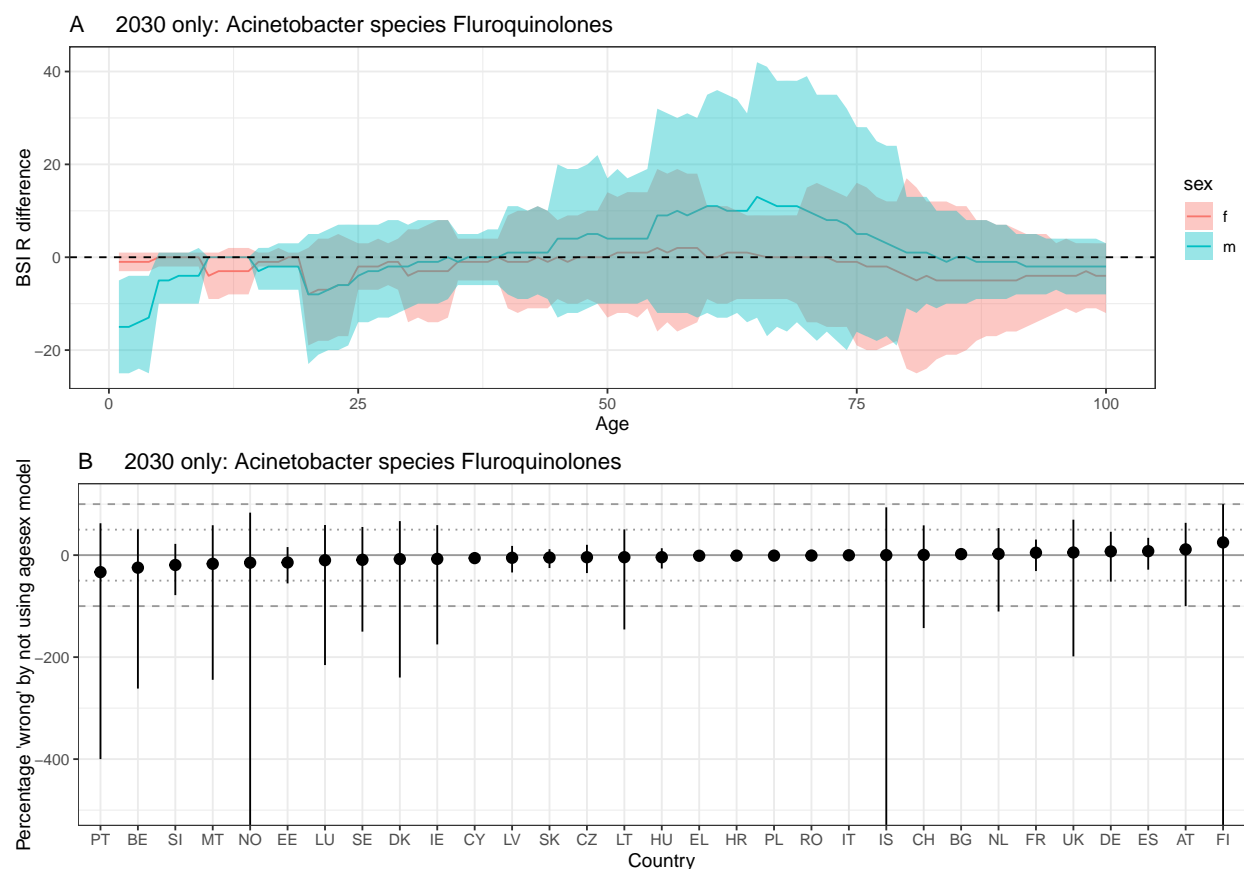 A 2030 only: Acinetobacter species Fluroquinolones
40
20
0
−20
BSI R difference
0 25 50 75 100
Age
sex
f
m
B 2030 only: Acinetobacter species Fluroquinolones
Percentage 'wrong' by not using agesex model
0
−200
−400
PT BE SI MT NO EE LU SE DK IE CY LV SK CZ LT HU EL HR PL RO IT IS CH BG NL FR UK DE ES AT FI
Country